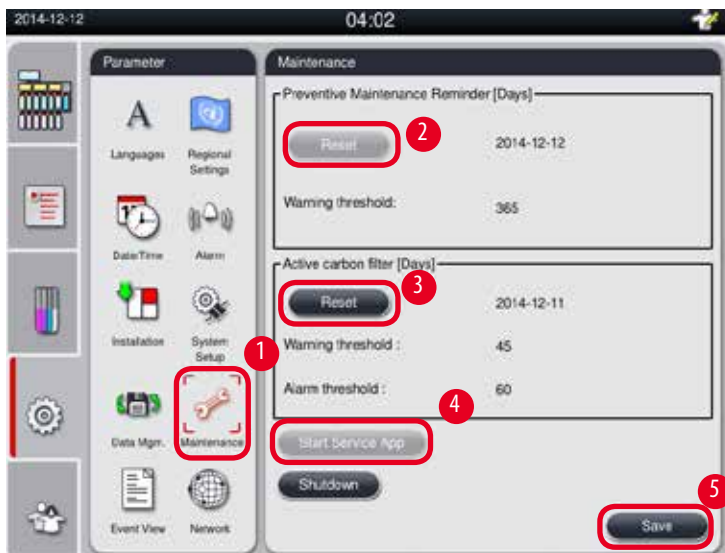 2014-12-12
04:02
Parameter
Languages
Regional
Settings
Date/Time
Alarm
Installation
System
Setup
1
Data Mgm.
Maintenance
Event View
Network
Maintenance
Preventive Maintenance Reminder [Days]
Reset
2
2014-12-12
Warning threshold:
365
Active carbon filter [Days]
Reset
3
2014-12-11
Warning threshold :
45
Alarm threshold :
60
4
Start Service App
Shutdown
5
Save